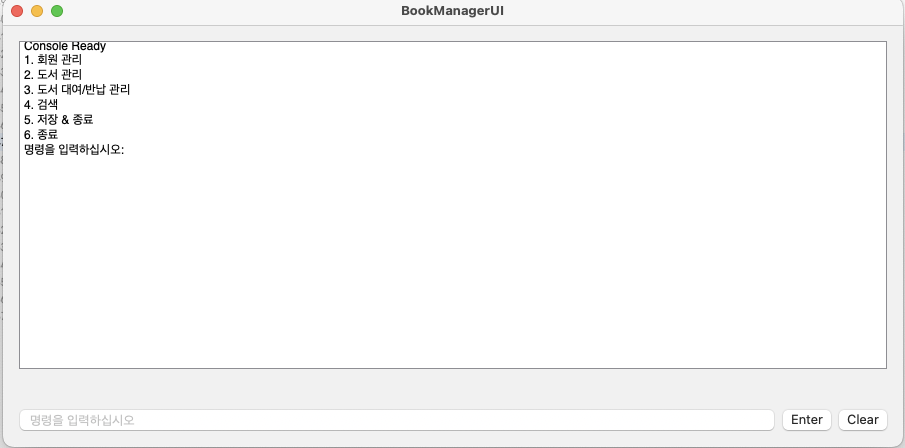 BookManagerUI
Console Ready
1. 회원 관리
2. 도서 관리
3. 도서 대여/반납 관리
4. 검색
5. 저장 & 종료
6. 종료
명령을 입력하십시오:
명령을 입력하십시오
Enter
Clear